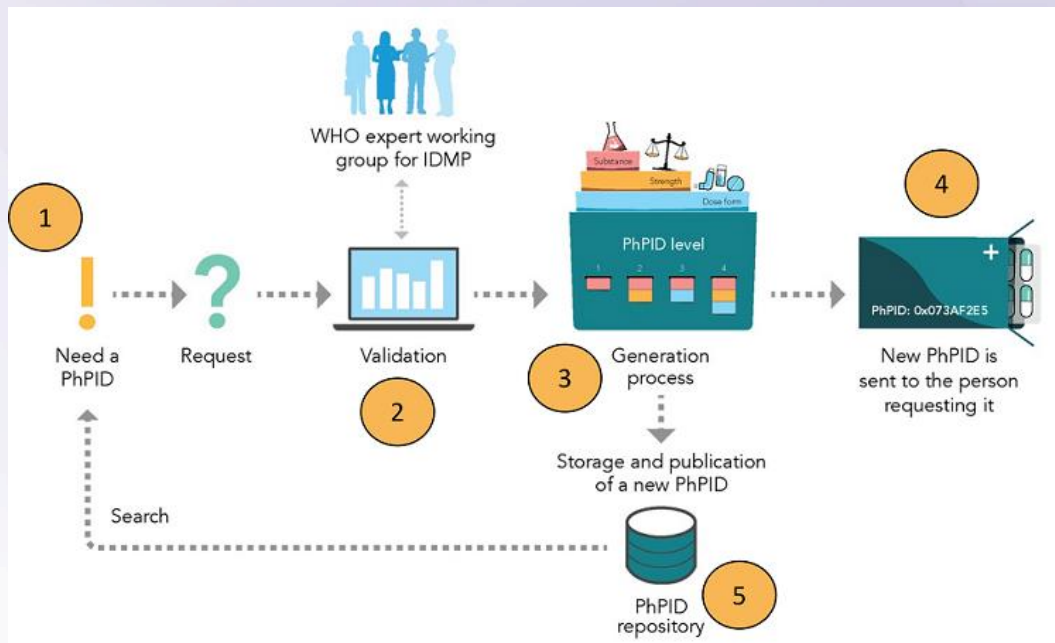 WHO expert working
group for IDMP
1
Need a
PhPID
Request
Validation
2
Substance
Strength
Dose form
PhPID level
1 2 3 4
3
Generation
process
4
+
PhPID: 0x073AF2E5
New PhPID is
sent to the person
requesting it
Storage and publication
of a new PhPID
Search
PhPID
repository
5